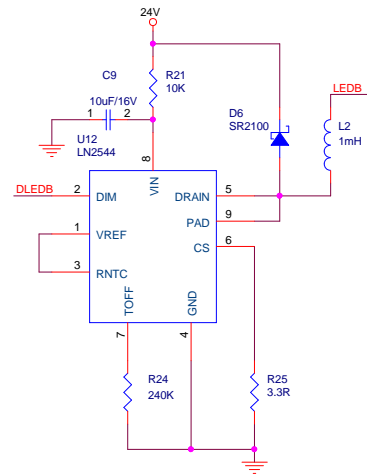 24V
C9
R21
10K
10uF/16V
1
2
U12
LN2544
8
D6
SR2100
LEDB
L2
1mH
DLEDB
2
DIM
VIN
DRAIN
5
1
VREF
PAD
9
CS
6
3
RNTC
TOFF
GND
7
4
R24
240K
R25
3.3R